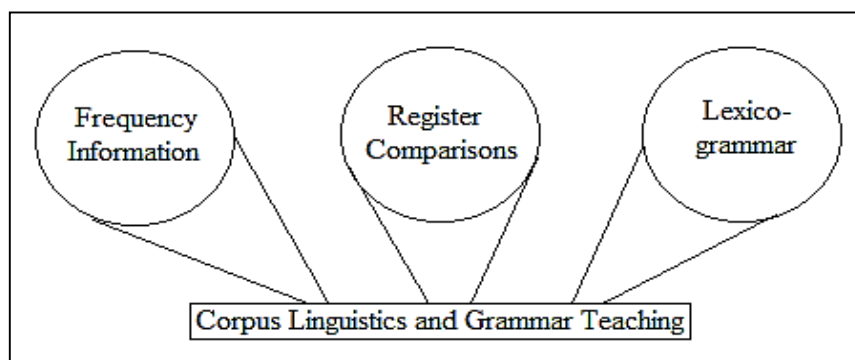 Frequency
Information
Register
Comparisons
Lexico-
grammar
Corpus Linguistics and Grammar Teaching